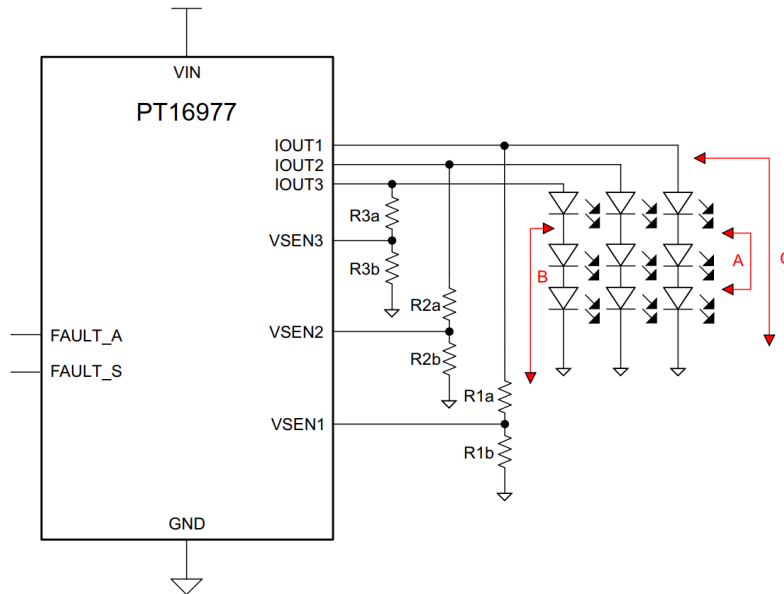 VIN
PT16977
IOUT1
IOUT2
IOUT3
R3a
VSEN3
R3b
A
B
R2a
FAULT_A
VSEN2
R2b
FAULT_S
R1a
VSEN1
R1b
GND